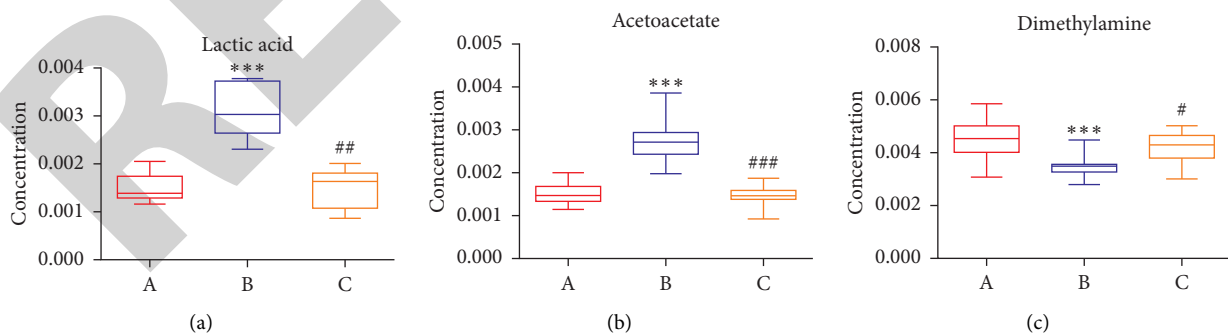 Lactic acid
***
##
Concentration
0.004
0.003
0.002
0.001
0.000
A B C
(a)
Acetoacetate
***
###
Concentration
0.005
0.004
0.003
0.002
0.001
0.000
A B C
(b)
Dimethylamine
***
#
Concentration
0.008
0.006
0.004
0.002
0.000
A B C
(c)
RE